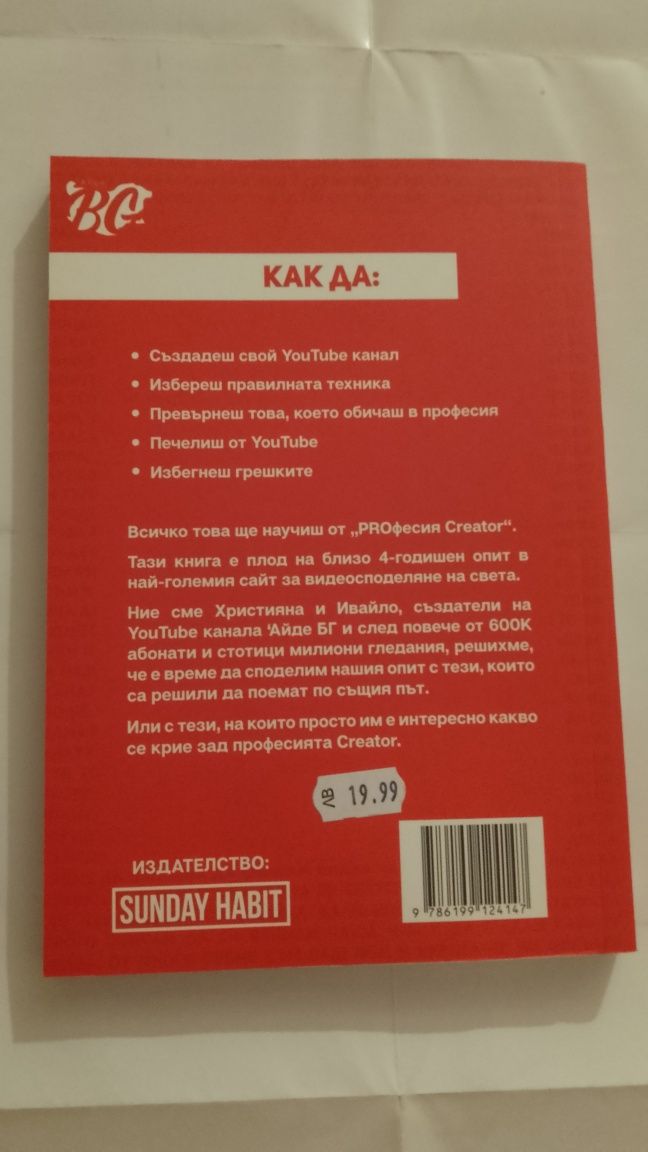 КАК ДА:
• Създадеш свой YouTube канал
• Избереш правилната техника
• Превърнеш това, което обичаш в професия
• Печелиш от YouTube
• Избегнеш грешките
Всичко това ще научиш от „PROфесия Creator“.
Тази книга е плод на близо 4-годишен опит в
най-големия сайт за видеосподеляне на света.
Ние сме Християна и Ивайло, създатели на
YouTube канала ‘Айде БГ и след повече от 600K
абонати и стотици милиони гледания, решихме,
че е време да споделим нашия опит с тези, които
са решили да поемат по същия път.
Или с тези, на които просто им е интересно какво
се крие зад професията Creator.
ЛВ 19.99
ИЗДАТЕЛСТВО:
SUNDAY HABIT
9 786199 124147